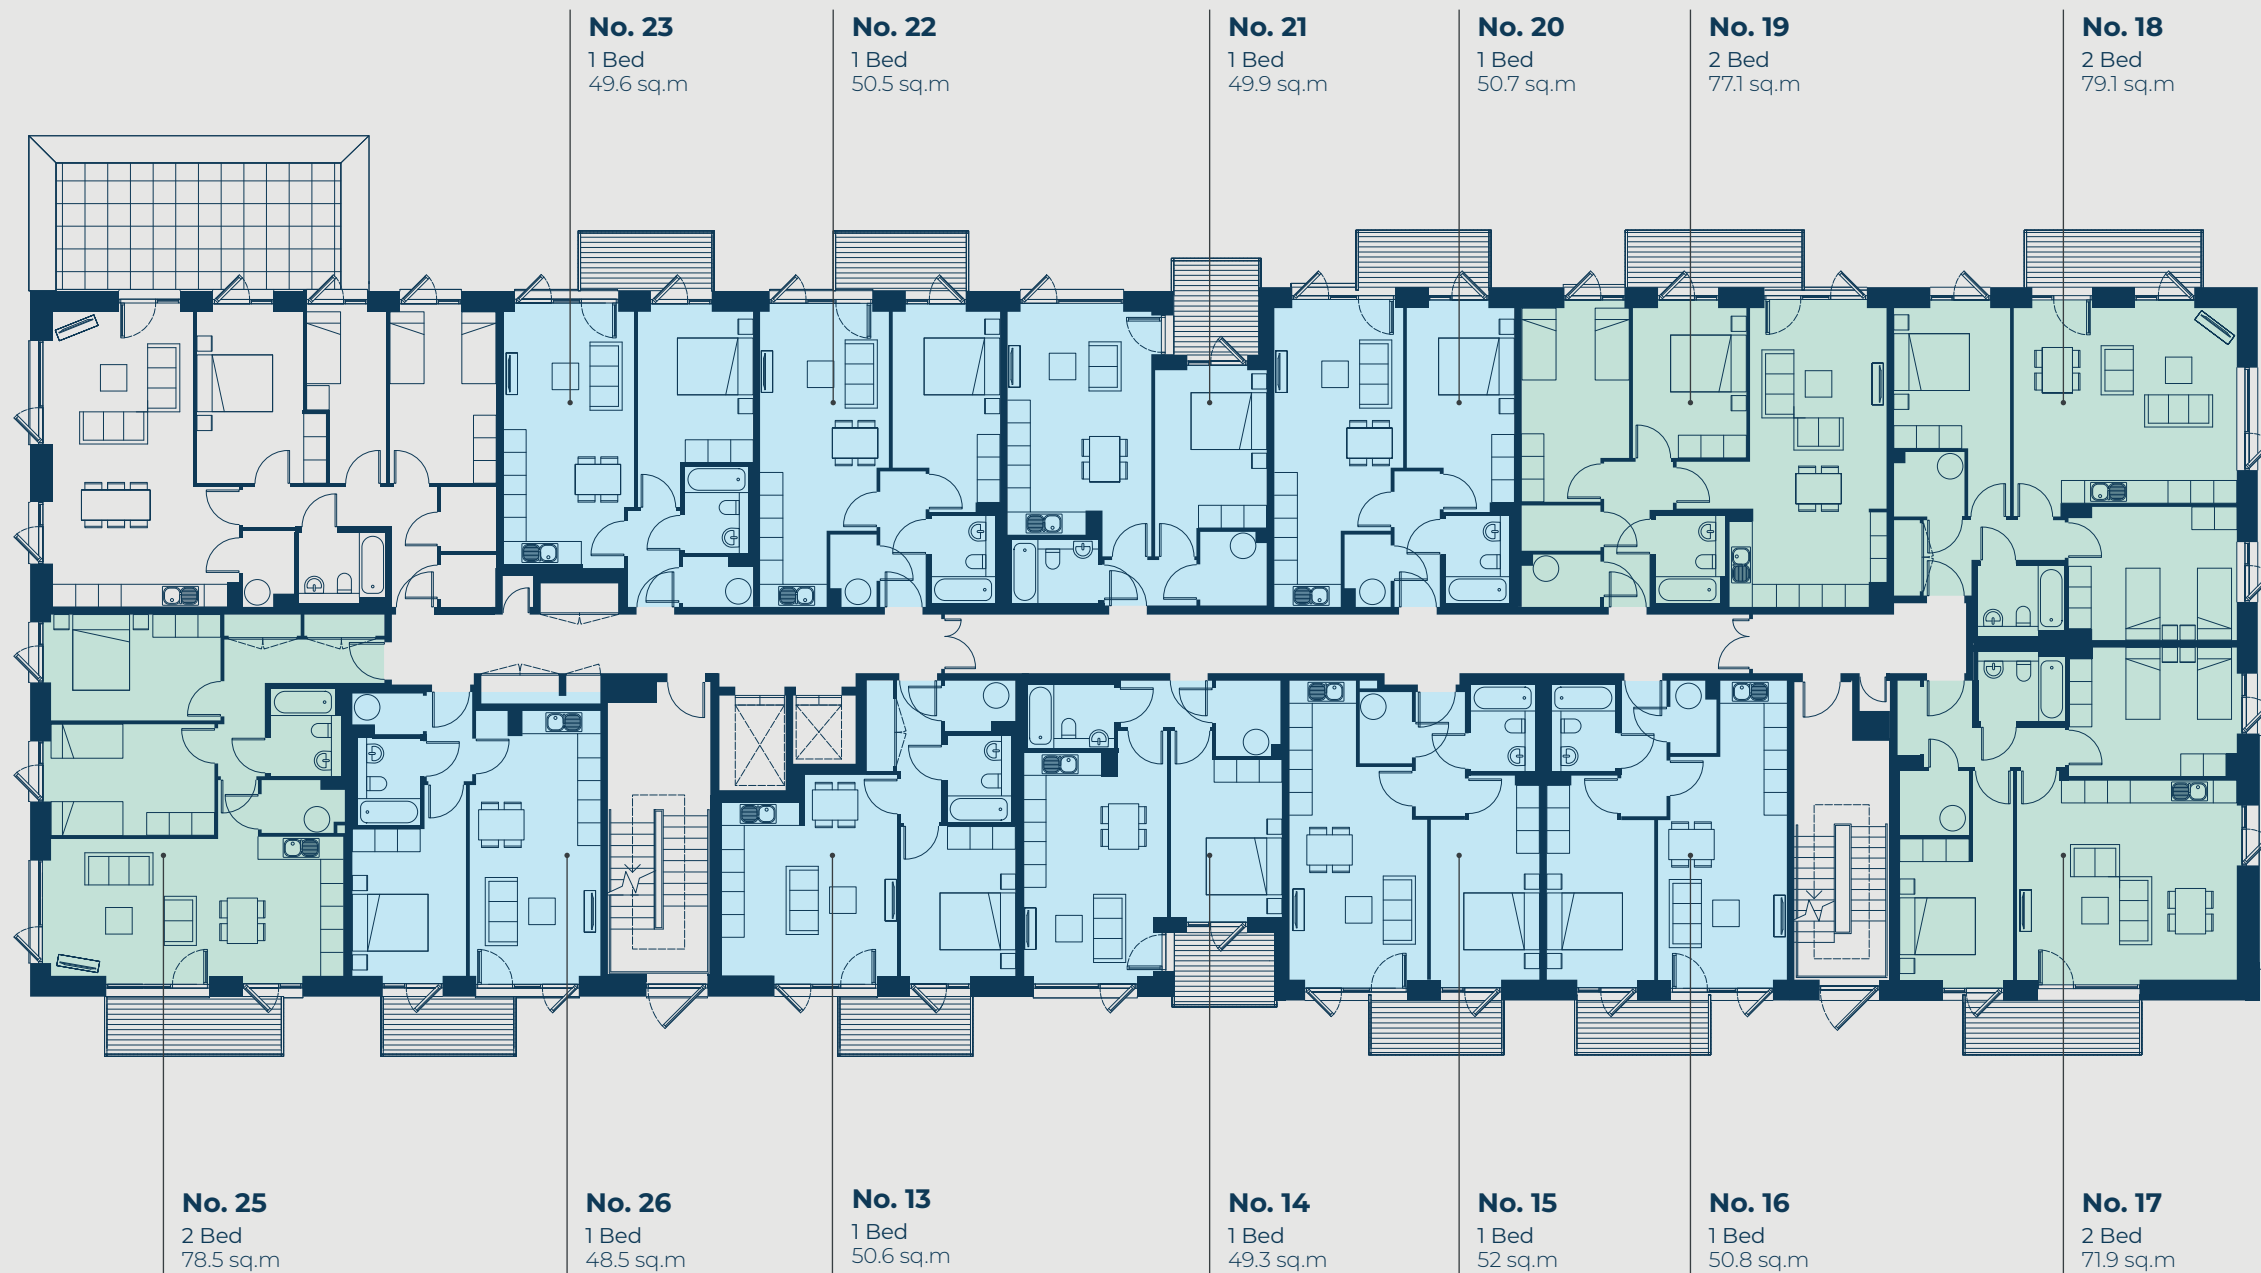 No. 23
1 Bed
49.6 sq.m
No. 22
1 Bed
50.5 sq.m
No. 21
1 Bed
49.9 sq.m
No. 20
1 Bed
50.7 sq.m
No. 19
2 Bed
77.1 sq.m
No. 18
2 Bed
79.1 sq.m
No. 25
2 Bed
78.5 sq.m
No. 26
1 Bed
48.5 sq.m
No. 13
1 Bed
50.6 sq.m
No. 14
1 Bed
49.3 sq.m
No. 15
1 Bed
52 sq.m
No. 16
1 Bed
50.8 sq.m
No. 17
2 Bed
71.9 sq.m